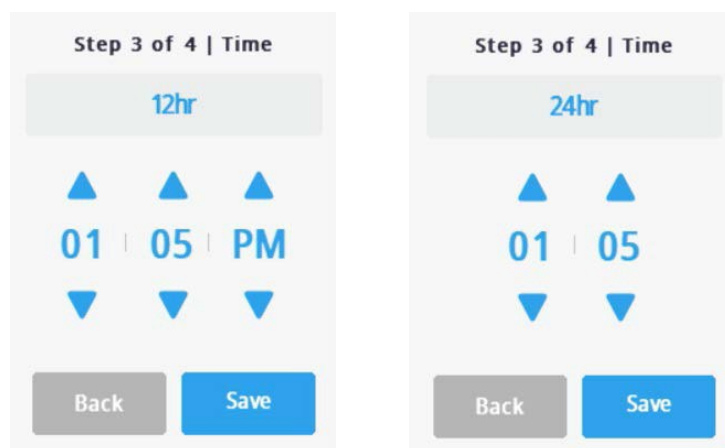 Step 3 of 4 | Time
12hr
01 05 PM
Back Save
Step 3 of 4 | Time
24hr
01 05
Back Save